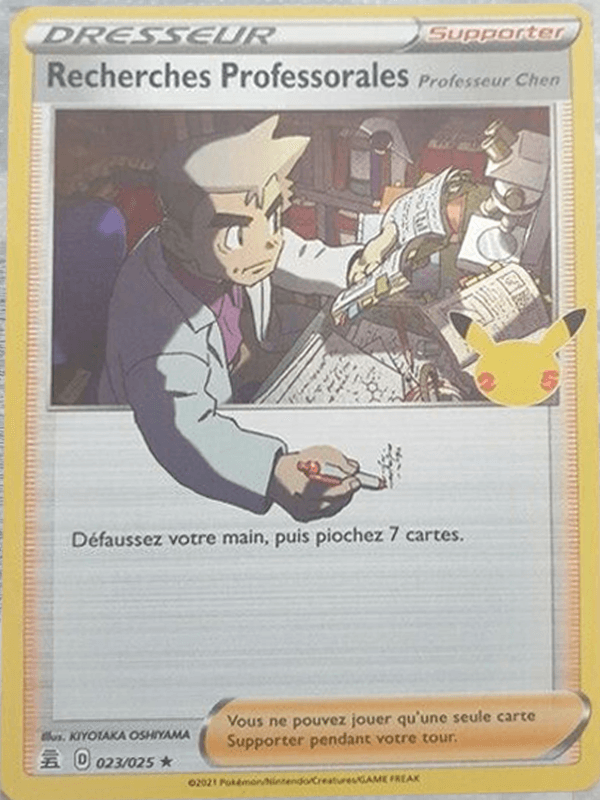 DRESSEUR
Supporter
Recherches Professorales Professeur Chen
25
Défaussez votre main, puis piochez 7 cartes.
Vous ne pouvez jouer qu'une seule carte
Supporter pendant votre tour.
Illus. KIYOTAKA OSHIYAMA
D 023/025 ★
©2021 Pokémon/Nintendo/Creatures/GAME FREAK